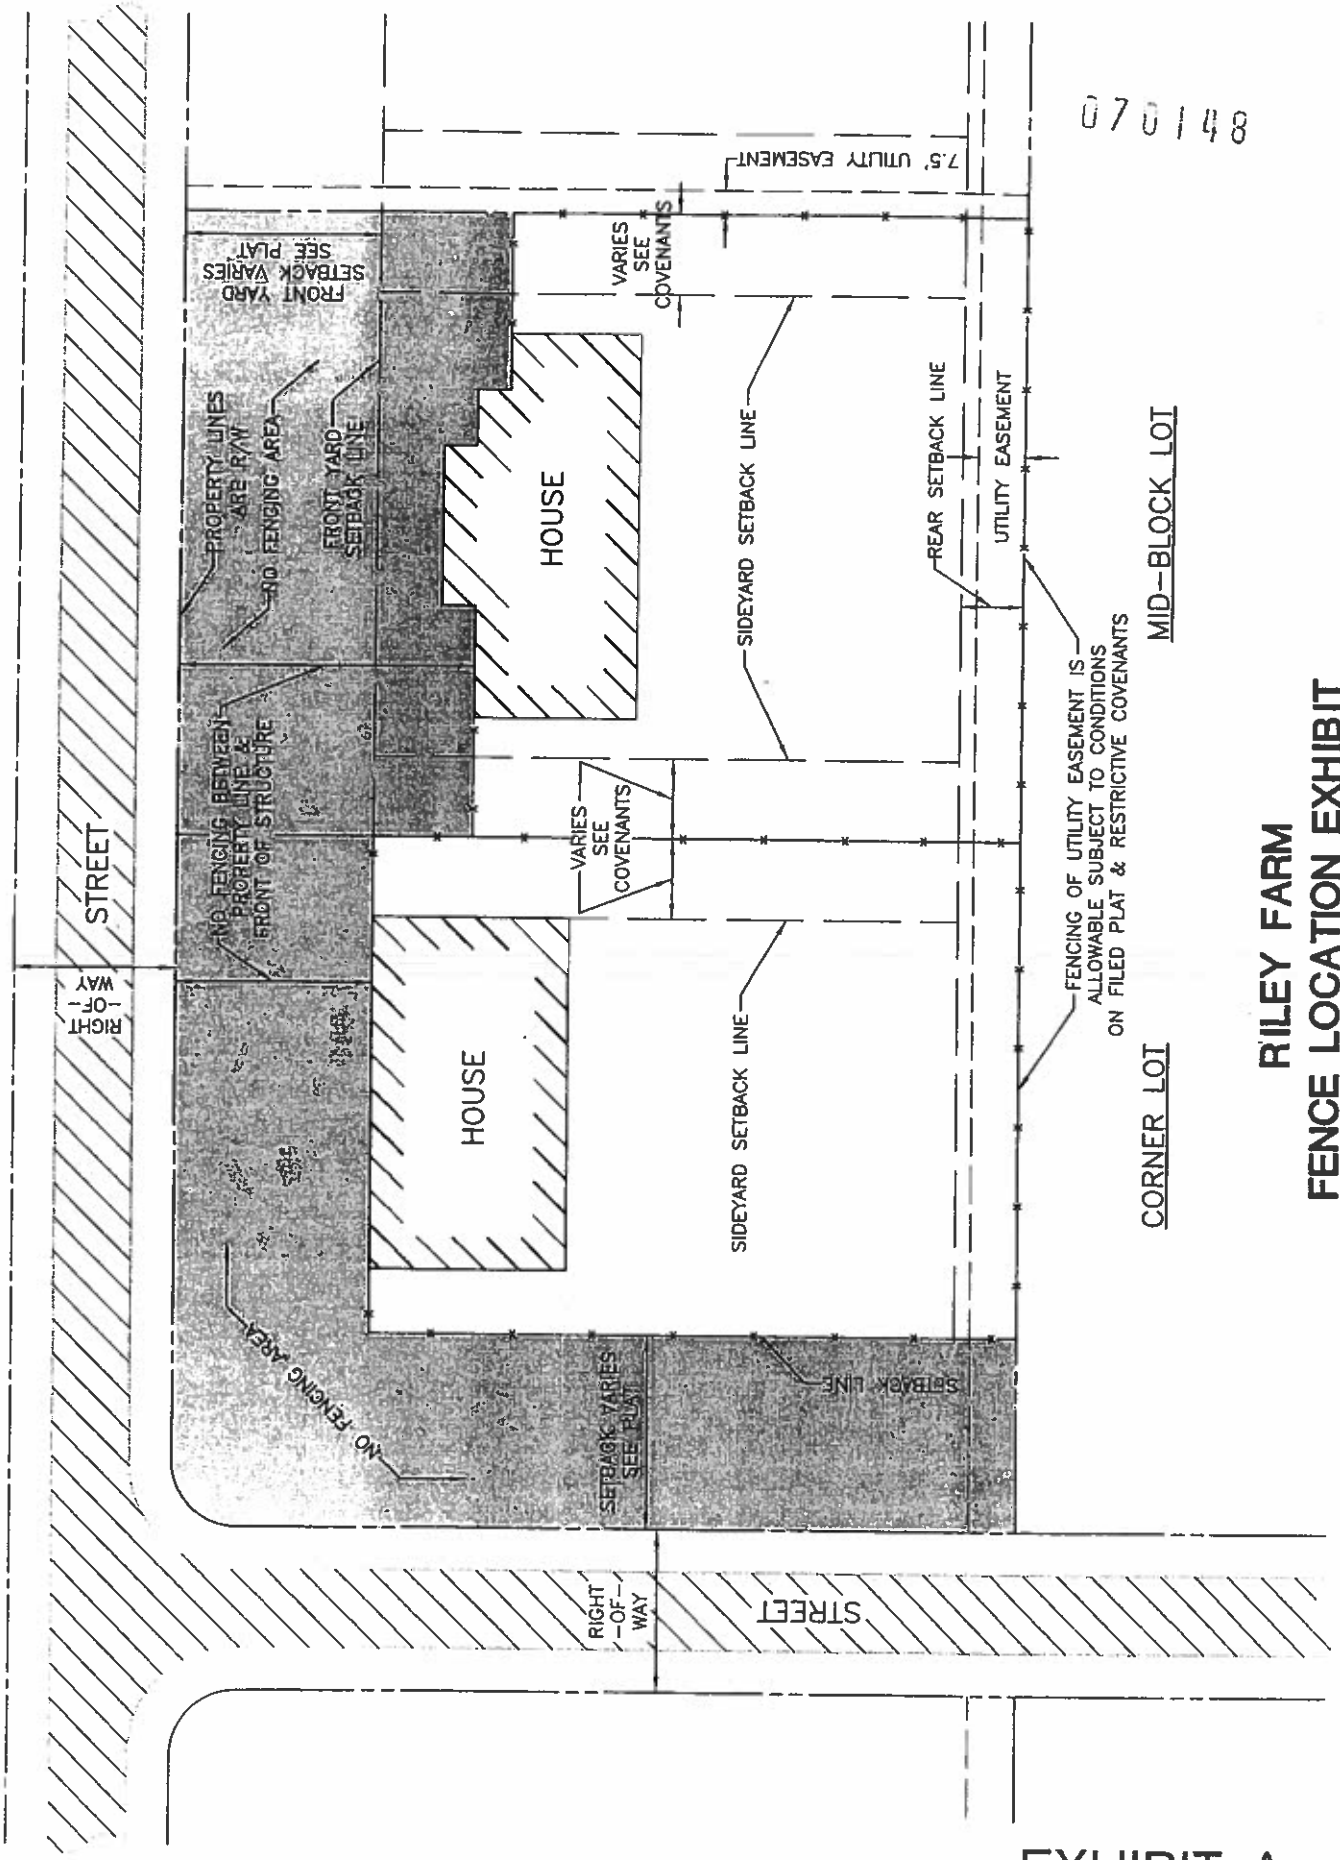 070148
STREET
RIGHT
-OF-
WAY
PROPERTY LINES
ARE R/W
NO FENCING AREA
FRONT YARD
SETBACK LINE
FRONT YARD
SETBACK VARIES
SEE PLAT
NO FENCING BETWEEN
PROPERTY LINE &
FRONT OF STRUCTURE
NO FENCING AREA
HOUSE
HOUSE
VARIES
SEE
COVENANTS
VARIES
SEE
COVENANTS
7.5' UTILITY EASEMENT
SIDEYARD SETBACK LINE
SIDEYARD SETBACK LINE
SETBACK VARIES
SEE PLAT
SETBACK LINE
RIGHT
-OF-
WAY
STREET
REAR SETBACK LINE
UTILITY EASEMENT
FENCING OF UTILITY EASEMENT IS
ALLOWABLE SUBJECT TO CONDITIONS
ON FILED PLAT & RESTRICTIVE COVENANTS
CORNER LOT
MID-BLOCK LOT
RILEY FARM
FENCE LOCATION EXHIBIT
EXHIBIT A